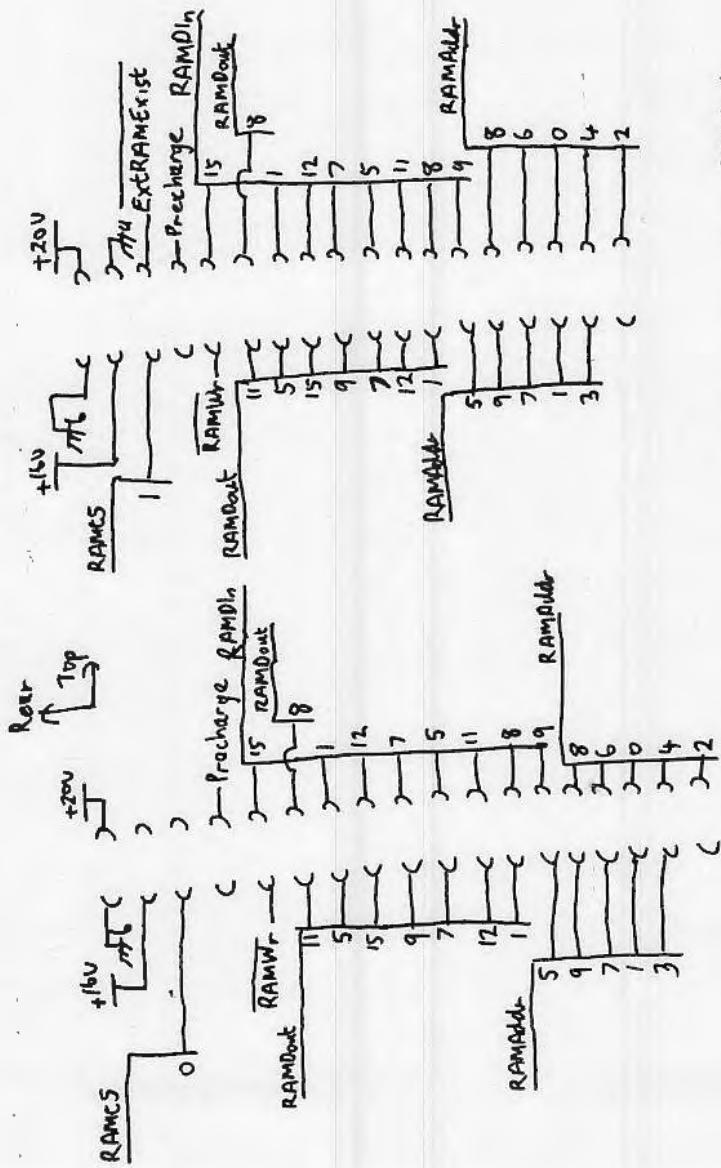 Rear
Top
RAMCS
0
+16V
RAMWr
RAMDout
11
5
15
9
7
12
1
RAMAddr
5
9
7
1
3
+20V
Precharge
RAMDIn
RAMDout
8
15
1
12
7
5
11
8
9
RAMAddr
8
6
0
4
2
RAMCS
1
+16V
RAMWr
RAMDout
11
5
15
9
7
12
1
RAMAddr
5
9
7
1
3
+20V
ExtRAMExist
Precharge
RAMDIn
RAMDout
8
15
1
12
7
5
11
8
9
RAMAddr
8
6
0
4
2